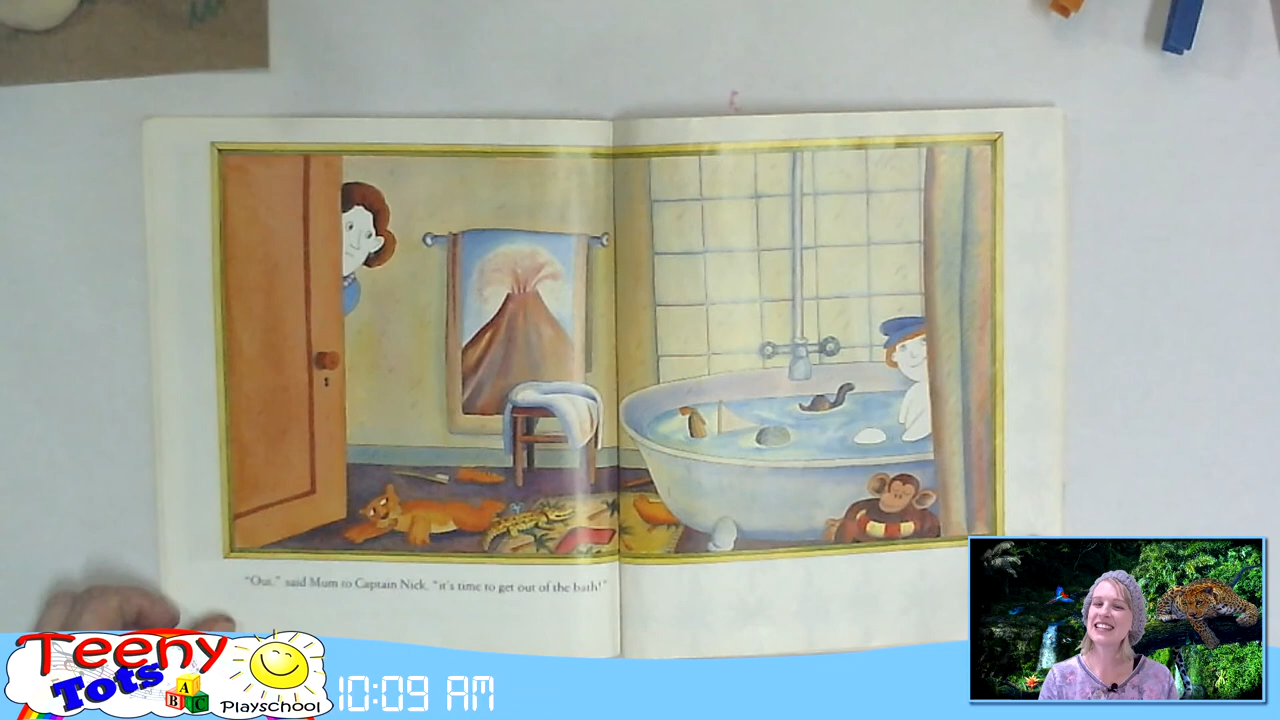 "Out," said Mum to Captain Nick, "it's time to get out of the bath!"
Teeny
Tots
A
B C
Playschool
10:09 AM